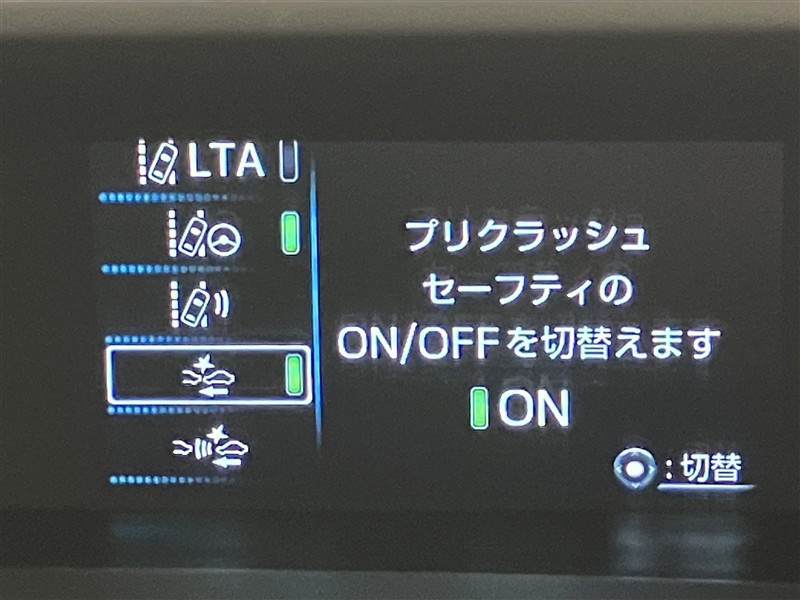 LTA
プリクラッシュ
セーフティの
ON/OFFを切替えます
ON
:切替